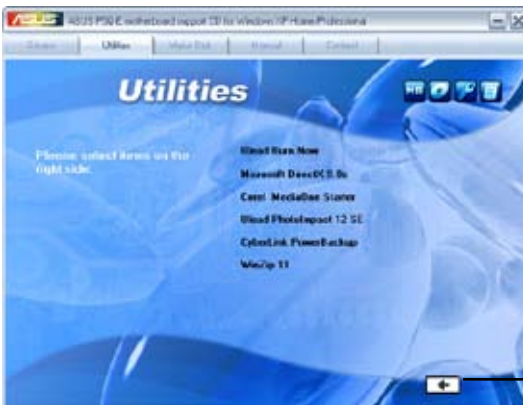 ASUS P5Q-E motherboard support CD for Windows XP Home/Professional
Drivers Utilities Make Disk Manual Contact
Utilities
Please select items on the
right side.
Ulead Burn.Now
Microsoft DirectX 9.0c
Corel MediaOne Starter
Ulead PhotoImpact 12 SE
CyberLink PowerBackup
WinZip 11